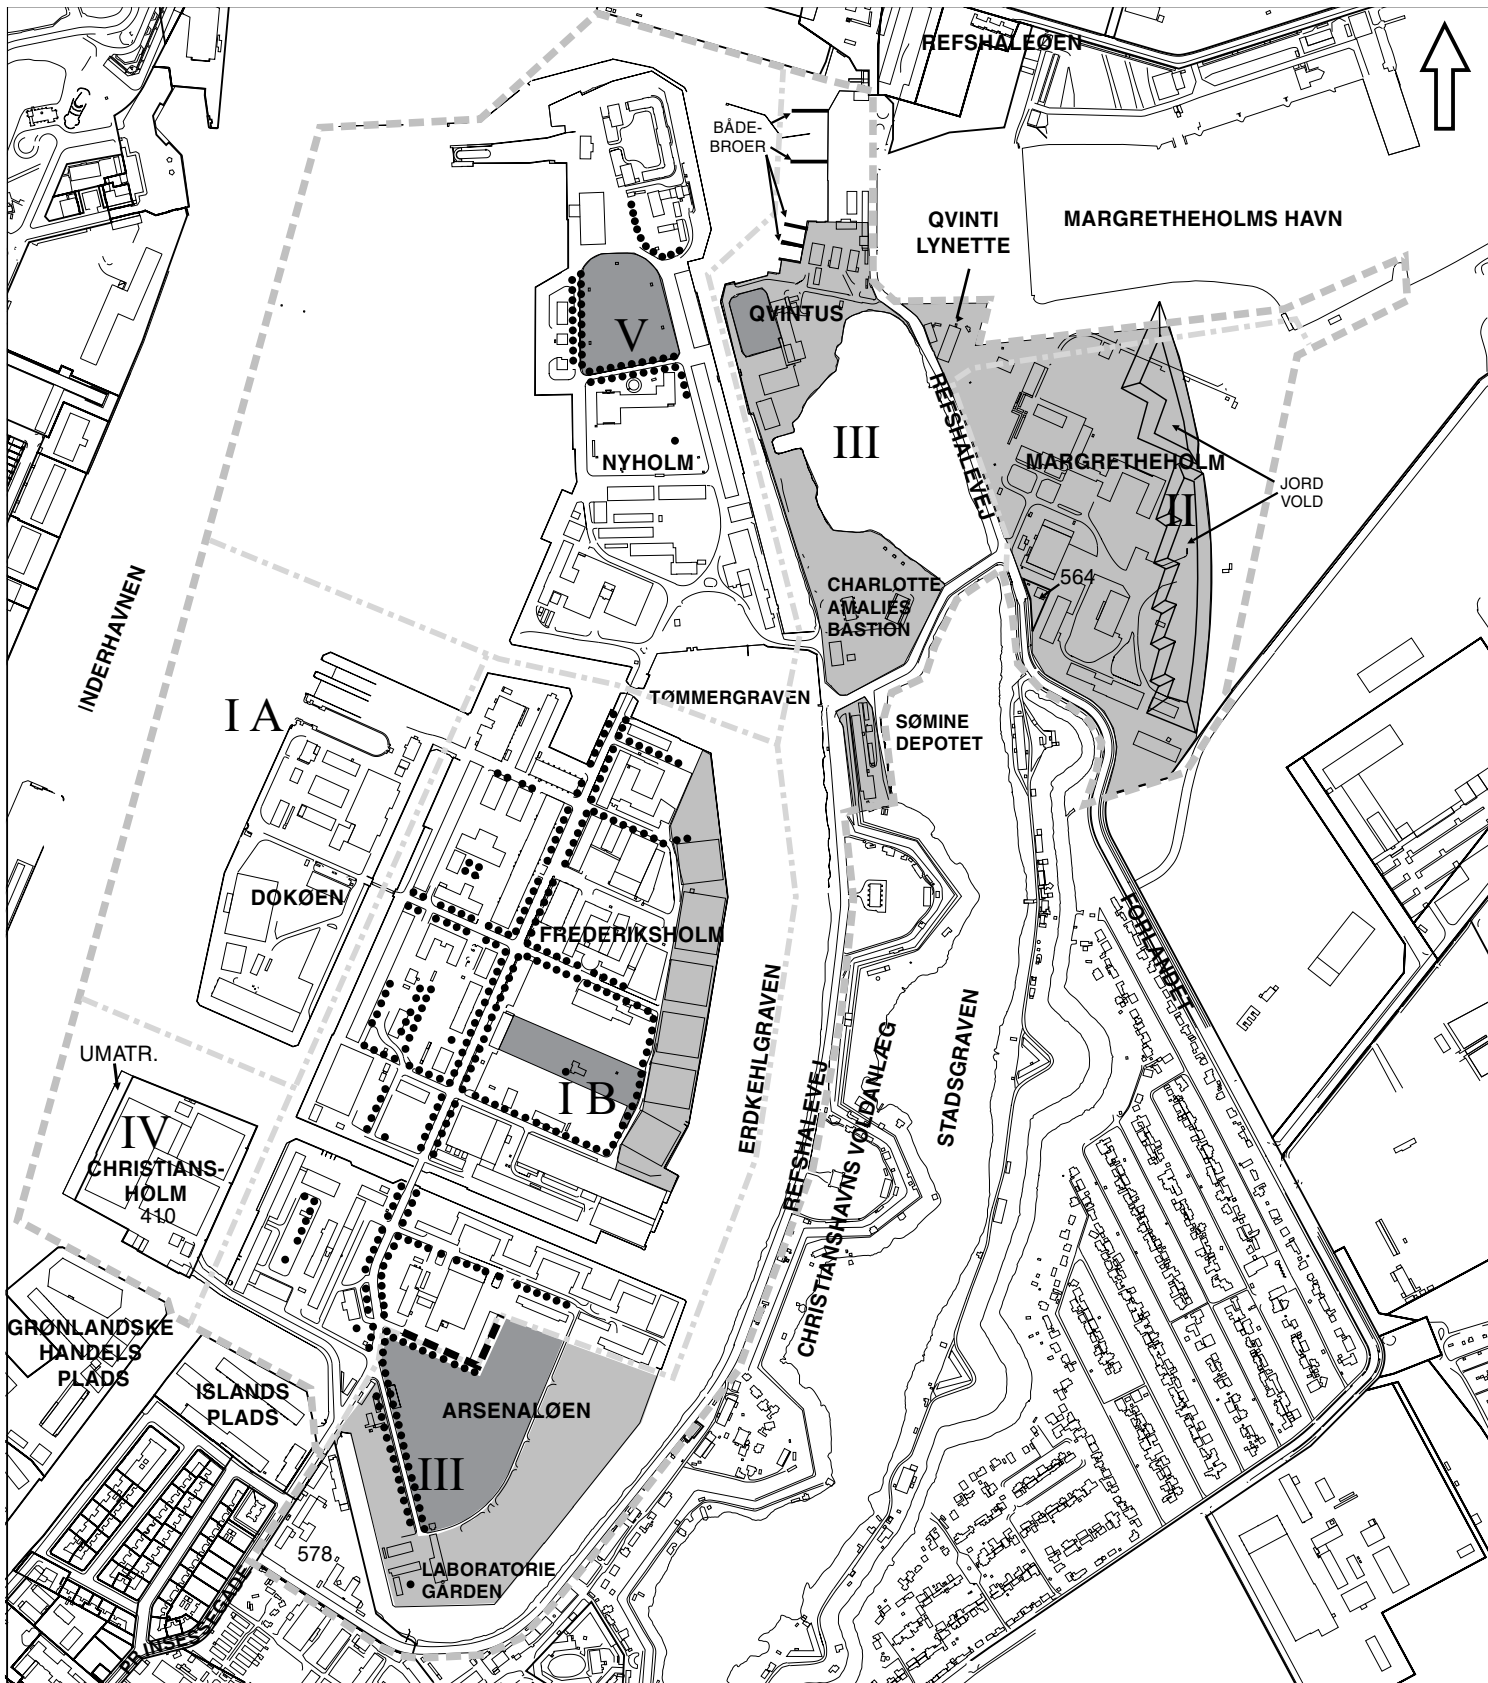 REFSHALEØEN
BÅDE-
BROER
QVINTI
LYNETTE
MARGRETHEHOLMS HAVN
QVINTUS
V
REFSHALEVEJ
III
NYHOLM
MARGRETHEHOLM
II
JORD
VOLD
564
CHARLOTTE
AMALIES
BASTION
INDERHAVNEN
TØMMERGRAVEN
I A
SØMINE
DEPOTET
DOKØEN
FREDERIKSHOLM
FORLANDET
ERDKEHLGRAVEN
STADSGRAVEN
UMATR.
I B
IV
CHRISTIANS-
HOLM
410
REFSHALEVEJ
CHRISTIANSHAVNS VOLDANLÆG
GRØNLANDSKE
HANDELS
PLADS
ISLANDS
PLADS
ARSENALØEN
III
578
LABORATORIE
GÅRDEN
PRINSESSEGADE